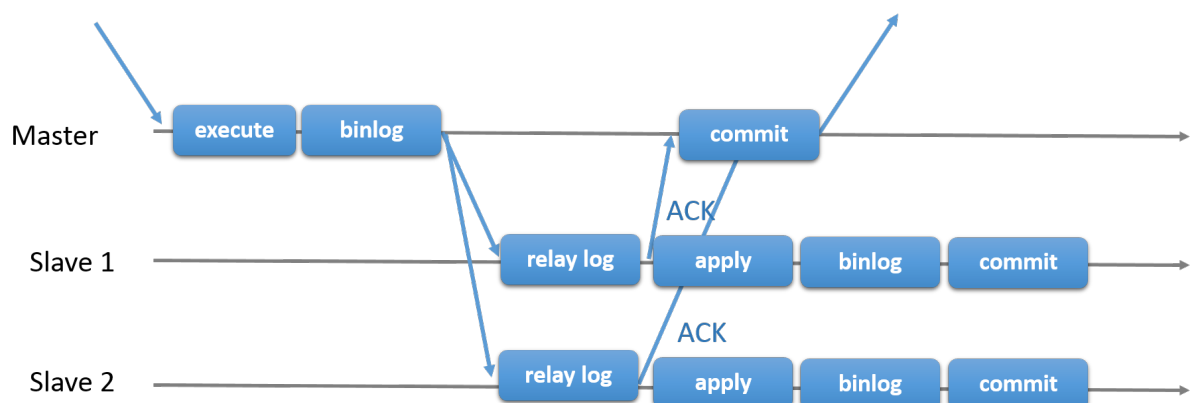 Master execute binlog commit
ACK
Slave 1 relay log apply binlog commit
ACK
Slave 2 relay log apply binlog commit